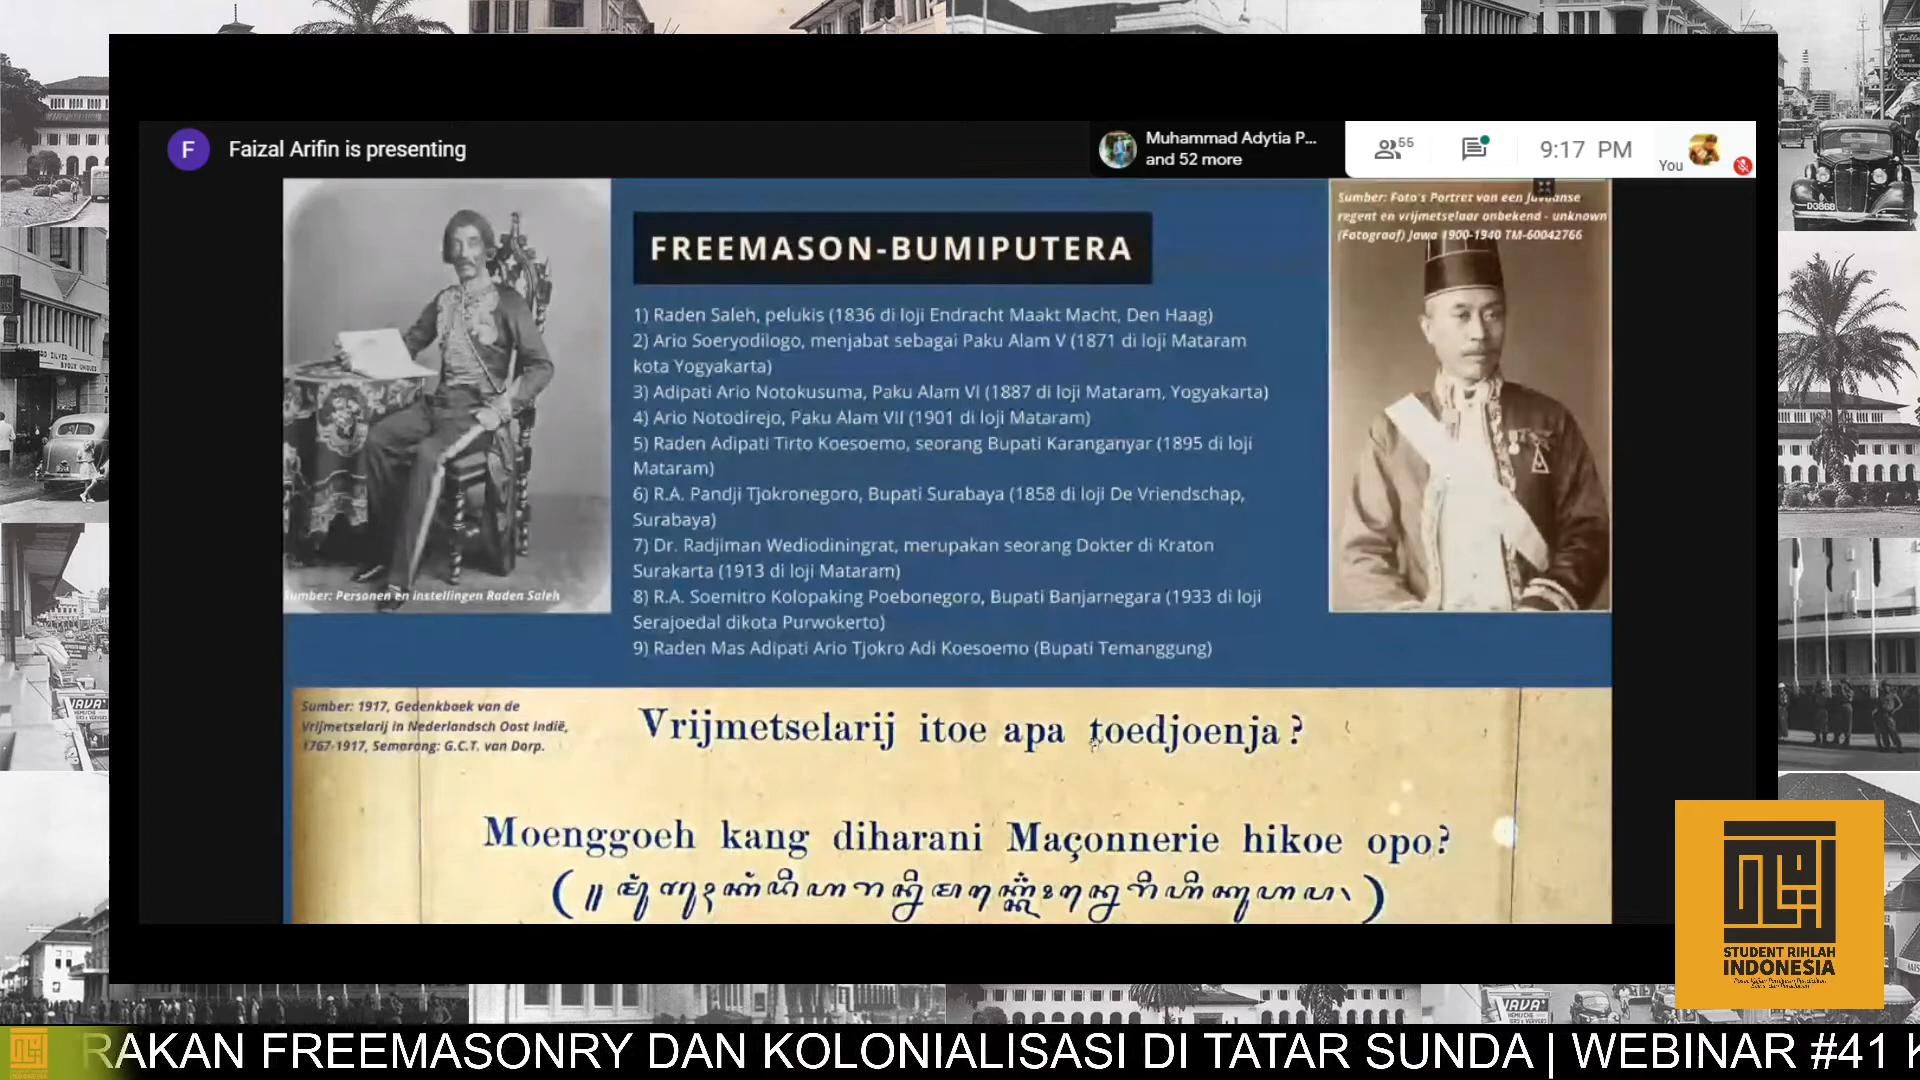 F Faizal Arifin is presenting
Muhammad Adytia P...
and 52 more
55
9:17 PM
You
FREEMASON-BUMIPUTERA
1) Raden Saleh, pelukis (1836 di loji Endracht Maakt Macht, Den Haag)
2) Ario Soeryodilogo, menjabat sebagai Paku Alam V (1871 di loji Mataram
kota Yogyakarta)
3) Adipati Ario Notokusuma, Paku Alam VI (1887 di loji Mataram, Yogyakarta)
4) Ario Notodirejo, Paku Alam VII (1901 di loji Mataram)
5) Raden Adipati Tirto Koesoemo, seorang Bupati Karanganyar (1895 di loji
Mataram)
6) R.A. Pandji Tjokronegoro, Bupati Surabaya (1858 di loji De Vriendschap,
Surabaya)
7) Dr. Radjiman Wediodiningrat, merupakan seorang Dokter di Kraton
Surakarta (1913 di loji Mataram)
8) R.A. Soemitro Kolopaking Poebonegoro, Bupati Banjarnegara (1933 di loji
Serajoedal dikota Purwokerto)
9) Raden Mas Adipati Ario Tjokro Adi Koesoemo (Bupati Temanggung)
Sumber: Personen en instellingen Raden Saleh
Sumber: Foto's Portret van een Javaanse
regent en vrijmetselaar onbekend - unknown
(Fotograaf) Jawa 1900-1940 TM-60042766
Sumber: 1917, Gedenkboek van de
Vrijmetselarij in Nederlandsch Oost Indië,
1767-1917, Semarang: G.C.T. van Dorp.
Vrijmetselarij itoe apa toedjoenja?
Moenggoeh kang diharani Maçonnerie hikoe opo?
STUDENT RIHLAH
INDONESIA
RAKAN FREEMASONRY DAN KOLONIALISASI DI TATAR SUNDA | WEBINAR #41 K
D3868